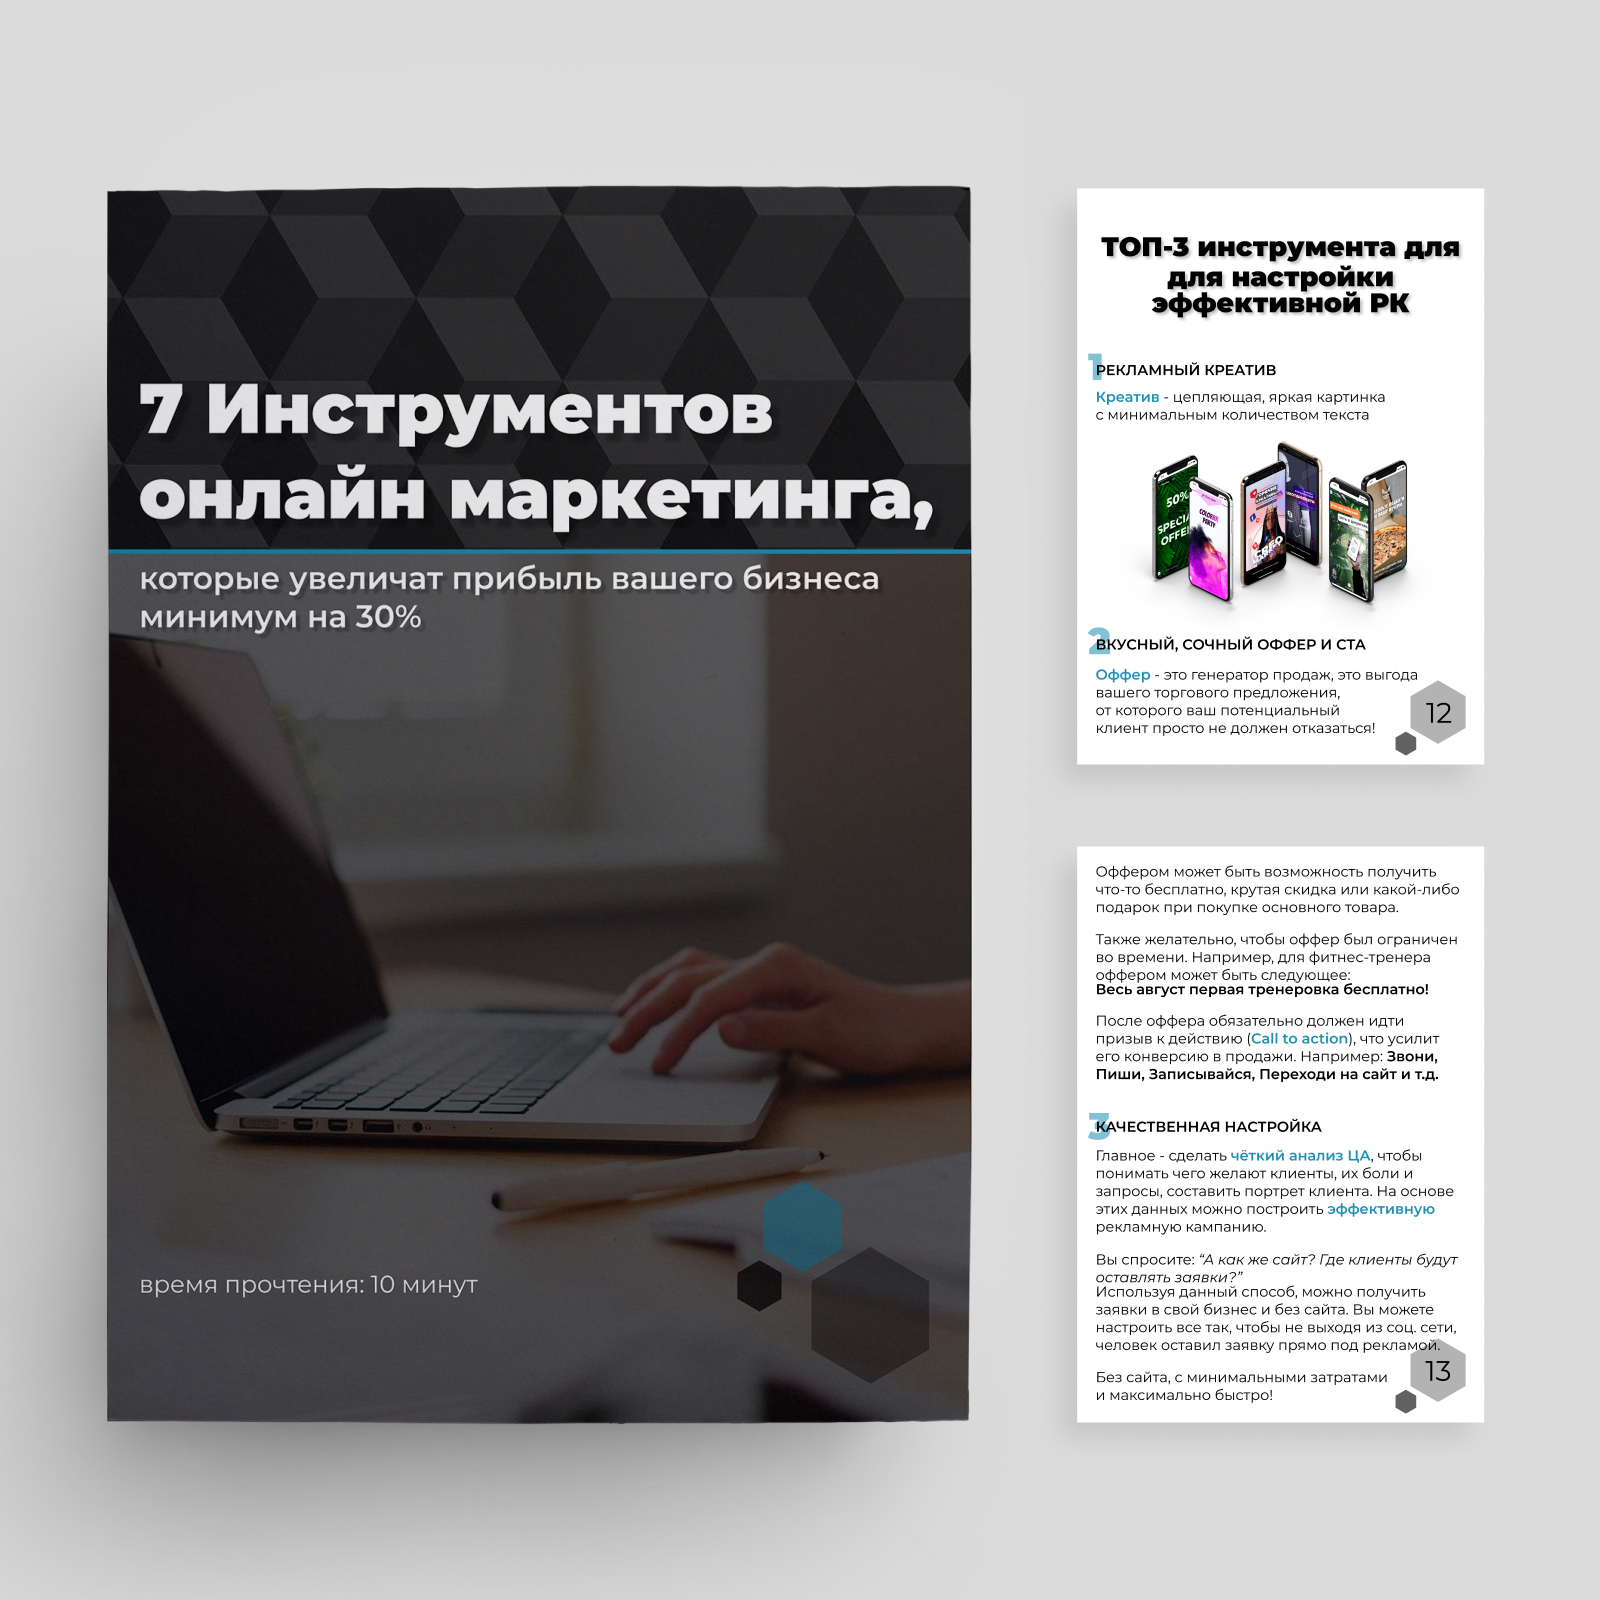 7 Инструментов
онлайн маркетинга,
которые увеличат прибыль вашего бизнеса
минимум на 30%
время прочтения: 10 минут
ТОП-3 инструмента для
для настройки
эффективной РК
1
РЕКЛАМНЫЙ КРЕАТИВ
Креатив - цепляющая, яркая картинка
с минимальным количеством текста
50%
SPECIA
OFFE
COLORED
PARTY
2
ВКУСНЫЙ, СОЧНЫЙ ОФФЕР И СТА
Оффер - это генератор продаж, это выгода
вашего торгового предложения,
от которого ваш потенциальный
клиент просто не должен отказаться!
12
Оффером может быть возможность получить
что-то бесплатно, крутая скидка или какой-либо
подарок при покупке основного товара.
Также желательно, чтобы оффер был ограничен
во времени. Например, для фитнес-тренера
оффером может быть следующее:
Весь август первая тренеровка бесплатно!
После оффера обязательно должен идти
призыв к действию (Call to action), что усилит
его конверсию в продажи. Например: Звони,
Пиши, Записывайся, Переходи на сайт и т.д.
3
КАЧЕСТВЕННАЯ НАСТРОЙКА
Главное - сделать чёткий анализ ЦА, чтобы
понимать чего желают клиенты, их боли и
запросы, составить портрет клиента. На основе
этих данных можно построить эффективную
рекламную кампанию.
Вы спросите: “А как же сайт? Где клиенты будут
оставлять заявки?”
Используя данный способ, можно получить
заявки в свой бизнес и без сайта. Вы можете
настроить все так, чтобы не выходя из соц. сети,
человек оставил заявку прямо под рекламой.
Без сайта, с минимальными затратами
и максимально быстро!
13